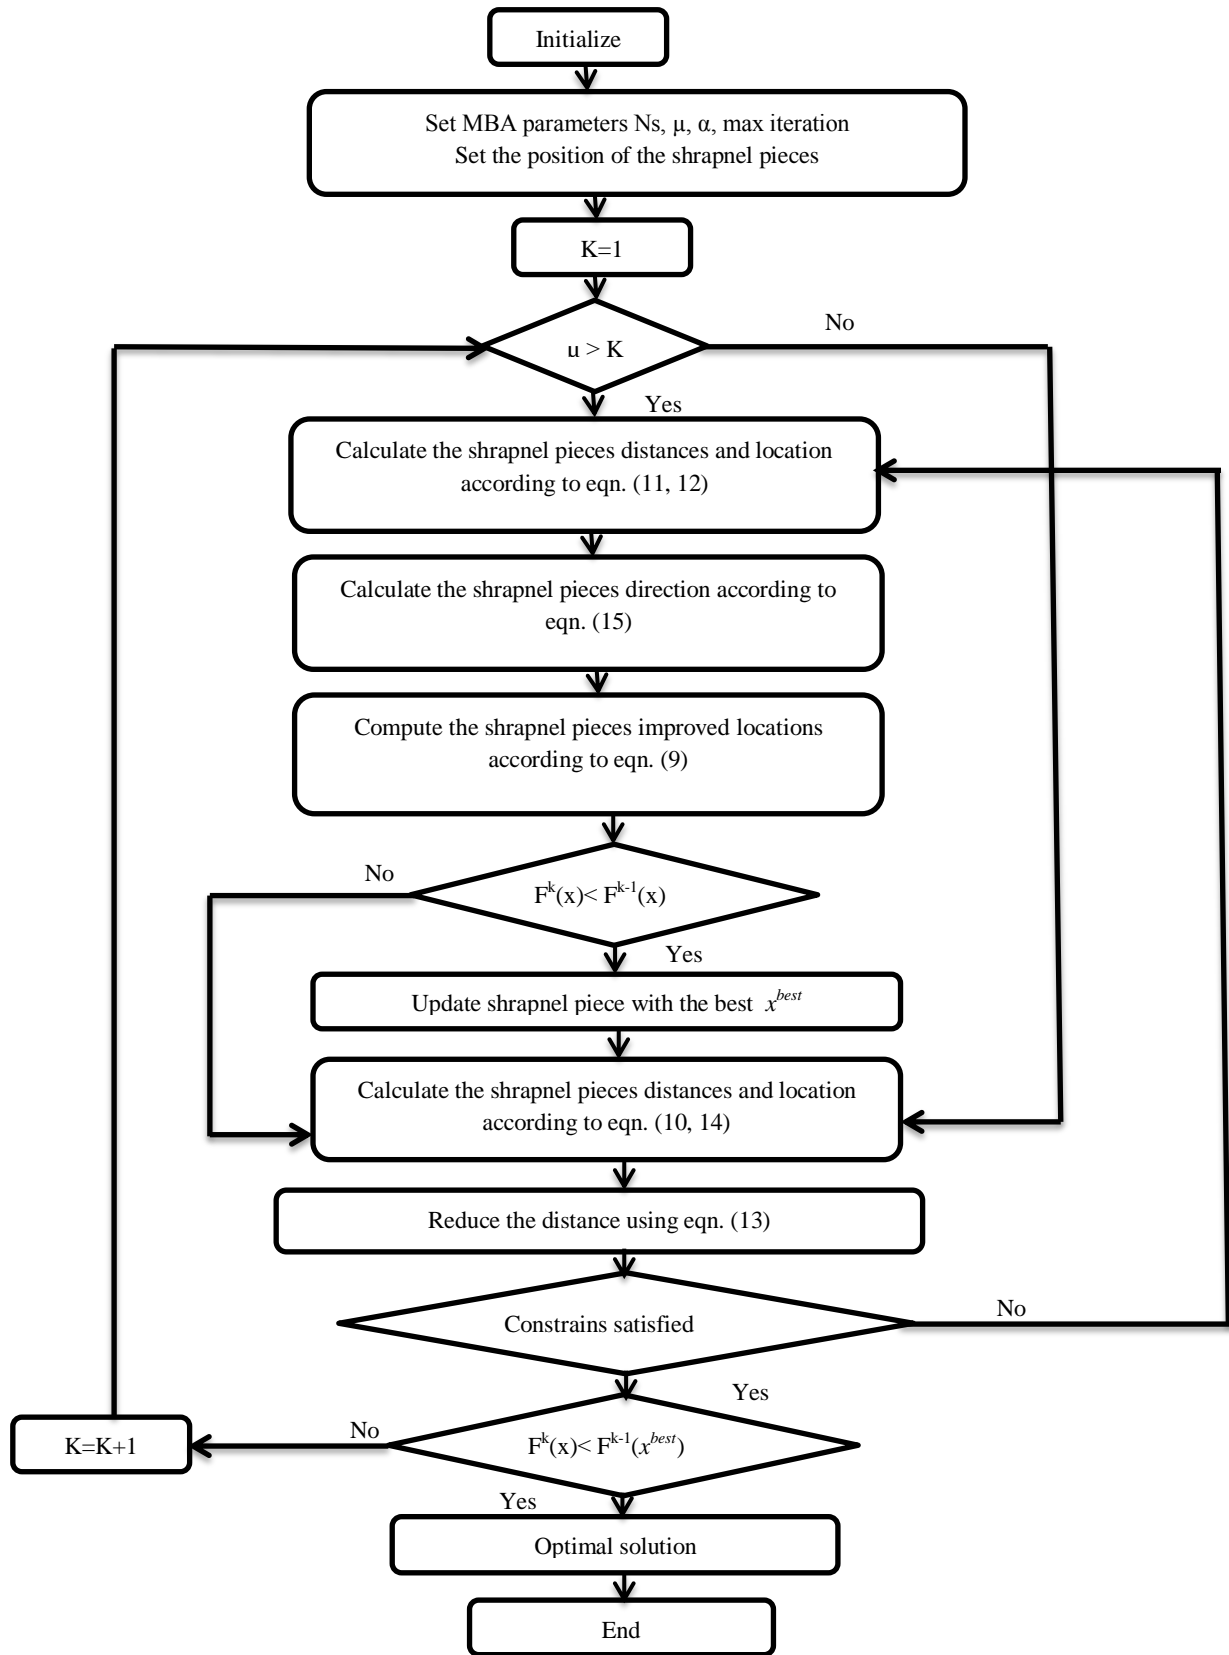 Initialize
Set MBA parameters Ns, μ, α, max iteration
Set the position of the shrapnel pieces
K=1
No
μ > K
Yes
Calculate the shrapnel pieces distances and location
according to eqn. (11, 12)
Calculate the shrapnel pieces direction according to
eqn. (15)
Compute the shrapnel pieces improved locations
according to eqn. (9)
No
F^k(x)< F^k-1(x)
Yes
Update shrapnel piece with the best x^best
Calculate the shrapnel pieces distances and location
according to eqn. (10, 14)
Reduce the distance using eqn. (13)
No
Constrains satisfied
Yes
No
K=K+1
F^k(x)< F^k-1(x^best)
Yes
Optimal solution
End